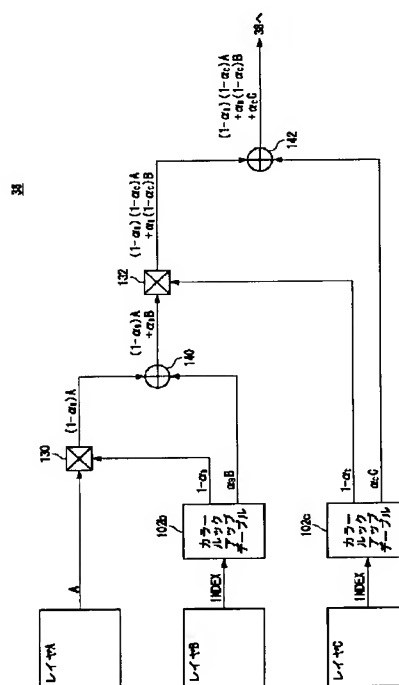 38
レイヤA
A
130
(1-αB)A
レイヤB
INDEX
102b
カラー
ルック
アップ
テーブル
1-αB
αBB
140
(1-αB)A
+αBB
132
(1-αB)(1-αC)A
+αB(1-αC)B
レイヤC
INDEX
102c
カラー
ルック
アップ
テーブル
1-αC
αCC
142
(1-αB)(1-αC)A
+αB(1-αC)B
+αCC
38へ